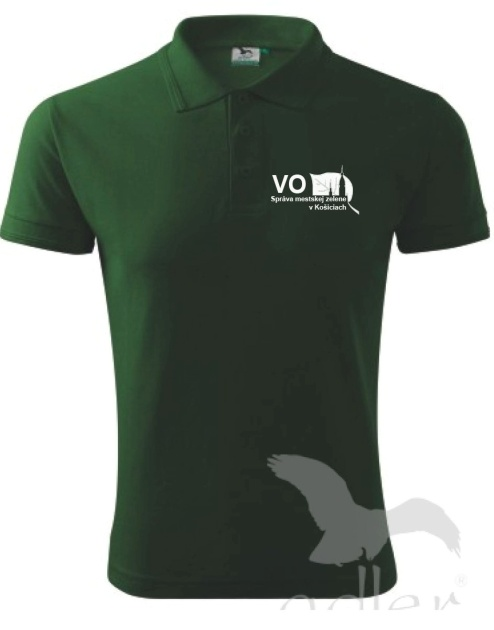 VO
Správa mestskej zelene
v Košiciach
adler®